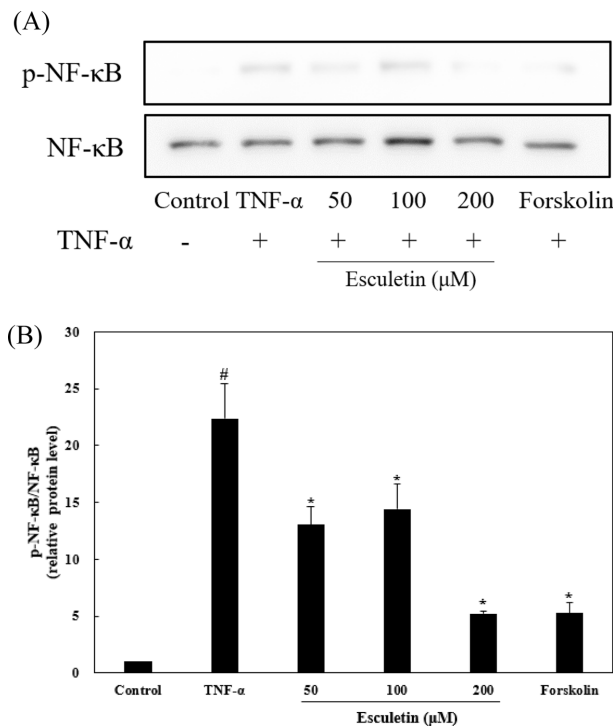 (A)
p-NF-κB
NF-κB
Control TNF-α 50 100 200 Forskolin
TNF-α - + + + + +
Esculetin (μM)
(B)
p-NF-κB/NF-κB
(relative protein level)
30
25
20
15
10
5
0
#
*
*
*
*
Control TNF-α 50 100 200 Forskolin
Esculetin (μM)